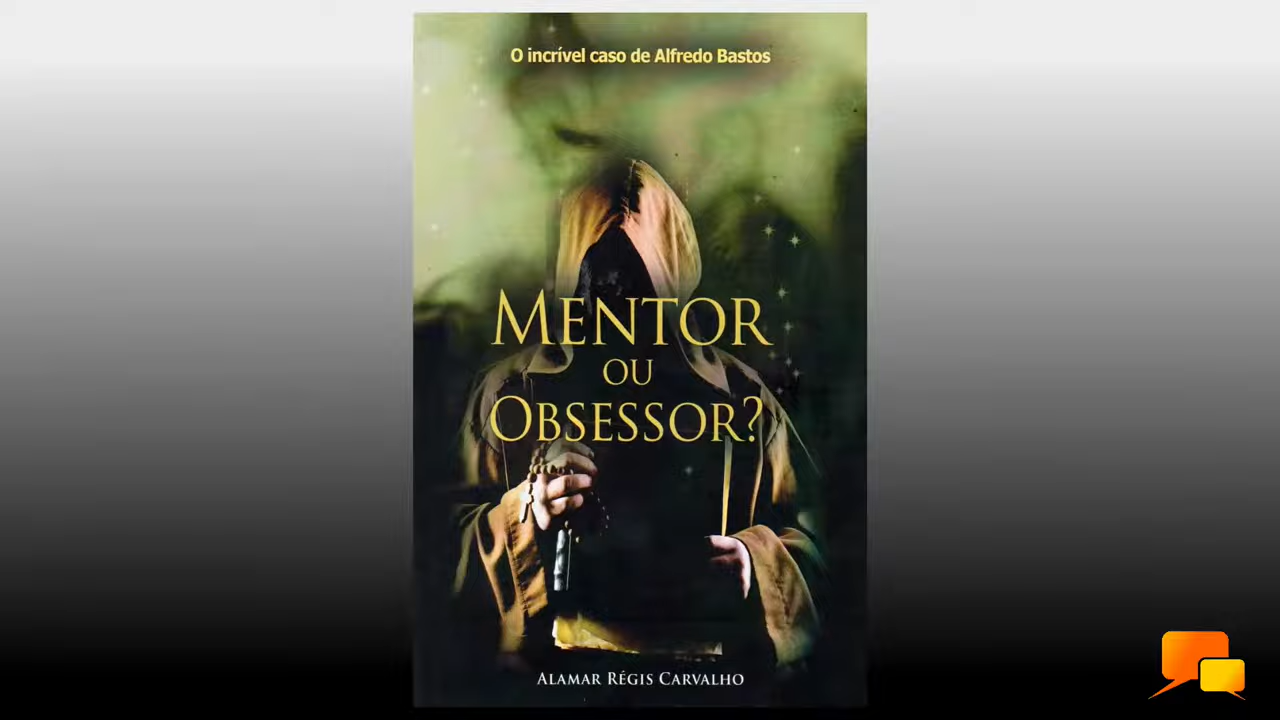 O incrível caso de Alfredo Bastos
MENTOR
OU
OBSESSOR?
ALAMAR RÉGIS CARVALHO